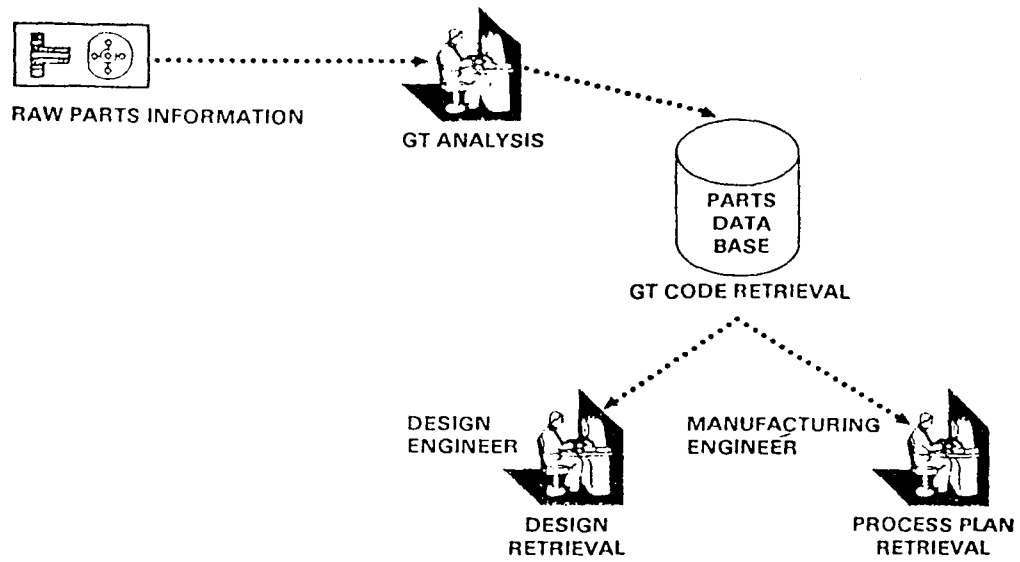 RAW PARTS INFORMATION
GT ANALYSIS
PARTS
DATA
BASE
GT CODE RETRIEVAL
DESIGN
ENGINEER
MANUFACTURING
ENGINEER
DESIGN
RETRIEVAL
PROCESS PLAN
RETRIEVAL